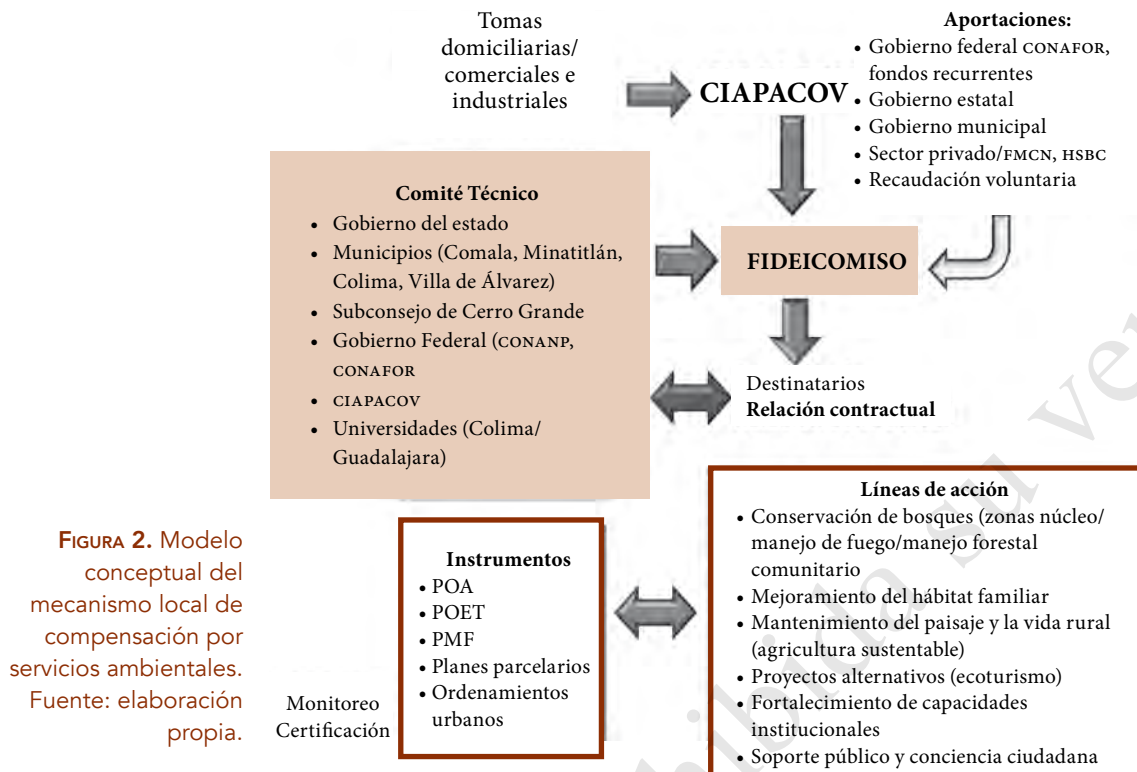 Tomas
domiciliarias/
comerciales e
industriales
CIAPACOV
Aportaciones:
• Gobierno federal CONAFOR,
fondos recurrentes
• Gobierno estatal
• Gobierno municipal
• Sector privado/FMCN, HSBC
• Recaudación voluntaria
Comité Técnico
• Gobierno del estado
• Municipios (Comala, Minatitlán,
Colima, Villa de Álvarez)
• Subconsejo de Cerro Grande
• Gobierno Federal (CONANP,
CONAFOR
• CIAPACOV
• Universidades (Colima/
Guadalajara)
FIDEICOMISO
Destinatarios
Relación contractual
FIGURA 2. Modelo
conceptual del
mecanismo local de
compensación por
servicios ambientales.
Fuente: elaboración
propia.
Monitoreo
Certificación
Instrumentos
• POA
• POET
• PMF
• Planes parcelarios
• Ordenamientos
urbanos
Líneas de acción
• Conservación de bosques (zonas núcleo/
manejo de fuego/manejo forestal
comunitario
• Mejoramiento del hábitat familiar
• Mantenimiento del paisaje y la vida rural
(agricultura sustentable)
• Proyectos alternativos (ecoturismo)
• Fortalecimiento de capacidades
institucionales
• Soporte público y conciencia ciudadana
hibida su ve